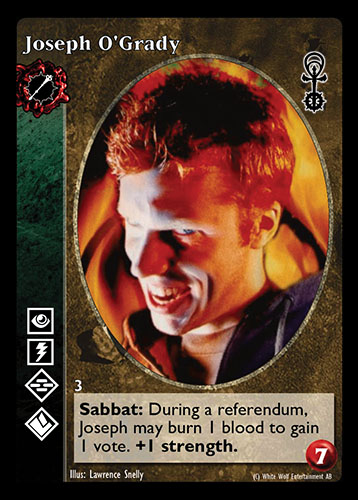 Joseph O'Grady
3
Sabbat: During a referendum,
Joseph may burn 1 blood to gain
1 vote. +1 strength.
7
Illus: Lawrence Snelly
(C) White Wolf Entertainment AB